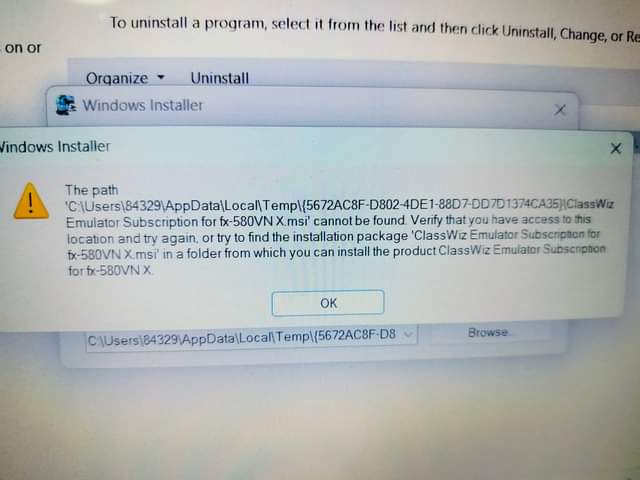 To uninstall a program, select it from the list and then click Uninstall, Change, or Re
on or
Organize Uninstall
Windows Installer
Windows Installer
The path
'C:\Users\84329\AppData\Local\Temp\{5672AC8F-D802-4DE1-88D7-DD7D1374CA35}\ClassWiz
Emulator Subscription for fx-580VN X.msi' cannot be found. Verify that you have access to this
location and try again, or try to find the installation package 'ClassWiz Emulator Subscription for
fx-580VN X.msi' in a folder from which you can install the product ClassWiz Emulator Subscription
for fx-580VN X.
OK
C:\Users\84329\AppData\Local\Temp\{5672AC8F-D8
Browse...